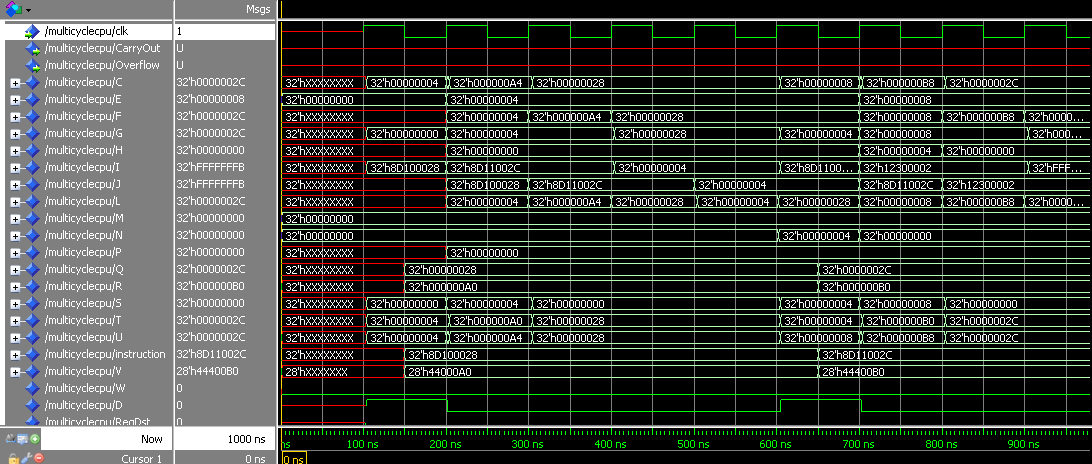 Msgs
/multicyclecpu/clk 1
/multicyclecpu/CarryOut U
/multicyclecpu/Overflow U
/multicyclecpu/C 32'h0000002C 32'hXXXXXXXX 32'h00000004 32'h000000A4 32'h00000028 32'h00000008 32'h000000B8 32'h0000002C
/multicyclecpu/E 32'h00000008 32'h00000000 32'h00000004 32'h00000008
/multicyclecpu/F 32'h0000002C 32'hXXXXXXXX 32'h00000004 32'h000000A4 32'h00000028 32'h00000008 32'h000000B8 32'h0000...
/multicyclecpu/G 32'h0000002C 32'hXXXXXXXX 32'h00000000 32'h00000004 32'h00000028 32'h00000004 32'h00000008 32'h000...
/multicyclecpu/H 32'h00000000 32'hXXXXXXXX 32'h00000000 32'h00000004 32'h00000000
/multicyclecpu/I 32'hFFFFFFFB 32'hXXXXXXXX 32'h8D100028 32'h8D11002C 32'h00000004 32'h8D1100... 32'h12300002 32'hFFF...
/multicyclecpu/J 32'hFFFFFFFB 32'hXXXXXXXX 32'h8D100028 32'h8D11002C 32'h00000004 32'h8D11002C 32'h12300002
/multicyclecpu/L 32'h0000002C 32'hXXXXXXXX 32'h00000004 32'h000000A4 32'h00000028 32'h00000004 32'h00000028 32'h00000008 32'h000000B8 32'h0000...
/multicyclecpu/M 32'h00000000 32'h00000000
/multicyclecpu/N 32'h00000000 32'h00000000 32'h00000004 32'h00000000
/multicyclecpu/P 32'h00000000 32'hXXXXXXXX 32'h00000000
/multicyclecpu/Q 32'h0000002C 32'hXXXXXXXX 32'h00000028 32'h0000002C
/multicyclecpu/R 32'h000000B0 32'hXXXXXXXX 32'h000000A0 32'h000000B0
/multicyclecpu/S 32'h00000000 32'hXXXXXXXX 32'h00000000 32'h00000004 32'h00000000 32'h00000004 32'h00000008 32'h00000000
/multicyclecpu/T 32'h0000002C 32'hXXXXXXXX 32'h00000004 32'h000000A0 32'h00000028 32'h00000004 32'h000000B0 32'h0000002C
/multicyclecpu/U 32'h0000002C 32'hXXXXXXXX 32'h00000004 32'h000000A4 32'h00000028 32'h00000008 32'h000000B8 32'h0000002C
/multicyclecpu/instruction 32'h8D11002C 32'hXXXXXXXX 32'h8D100028 32'h8D11002C
/multicyclecpu/V 28'h44400B0 28'hXXXXXXX 28'h44000A0 28'h44400B0
/multicyclecpu/W 0
/multicyclecpu/D 0
/multicyclecpu/RegDst 0
Now 1000 ns ns 100 ns 200 ns 300 ns 400 ns 500 ns 600 ns 700 ns 800 ns 900 ns
Cursor 1 0 ns 0 ns